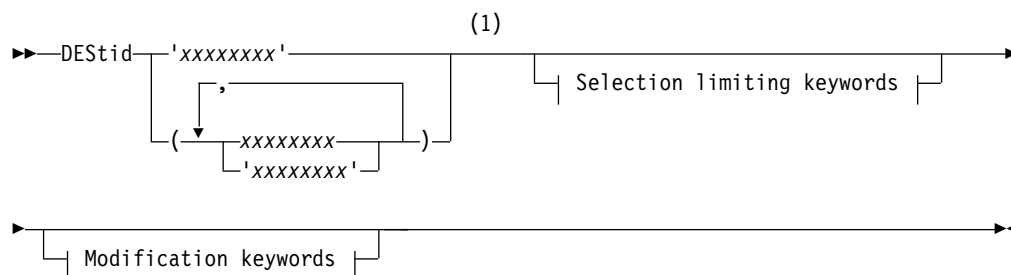 (1)
DEStid 'xxxxxxxx'
, Selection limiting keywords
( xxxxxxxx )
'xxxxxxxx'
Modification keywords